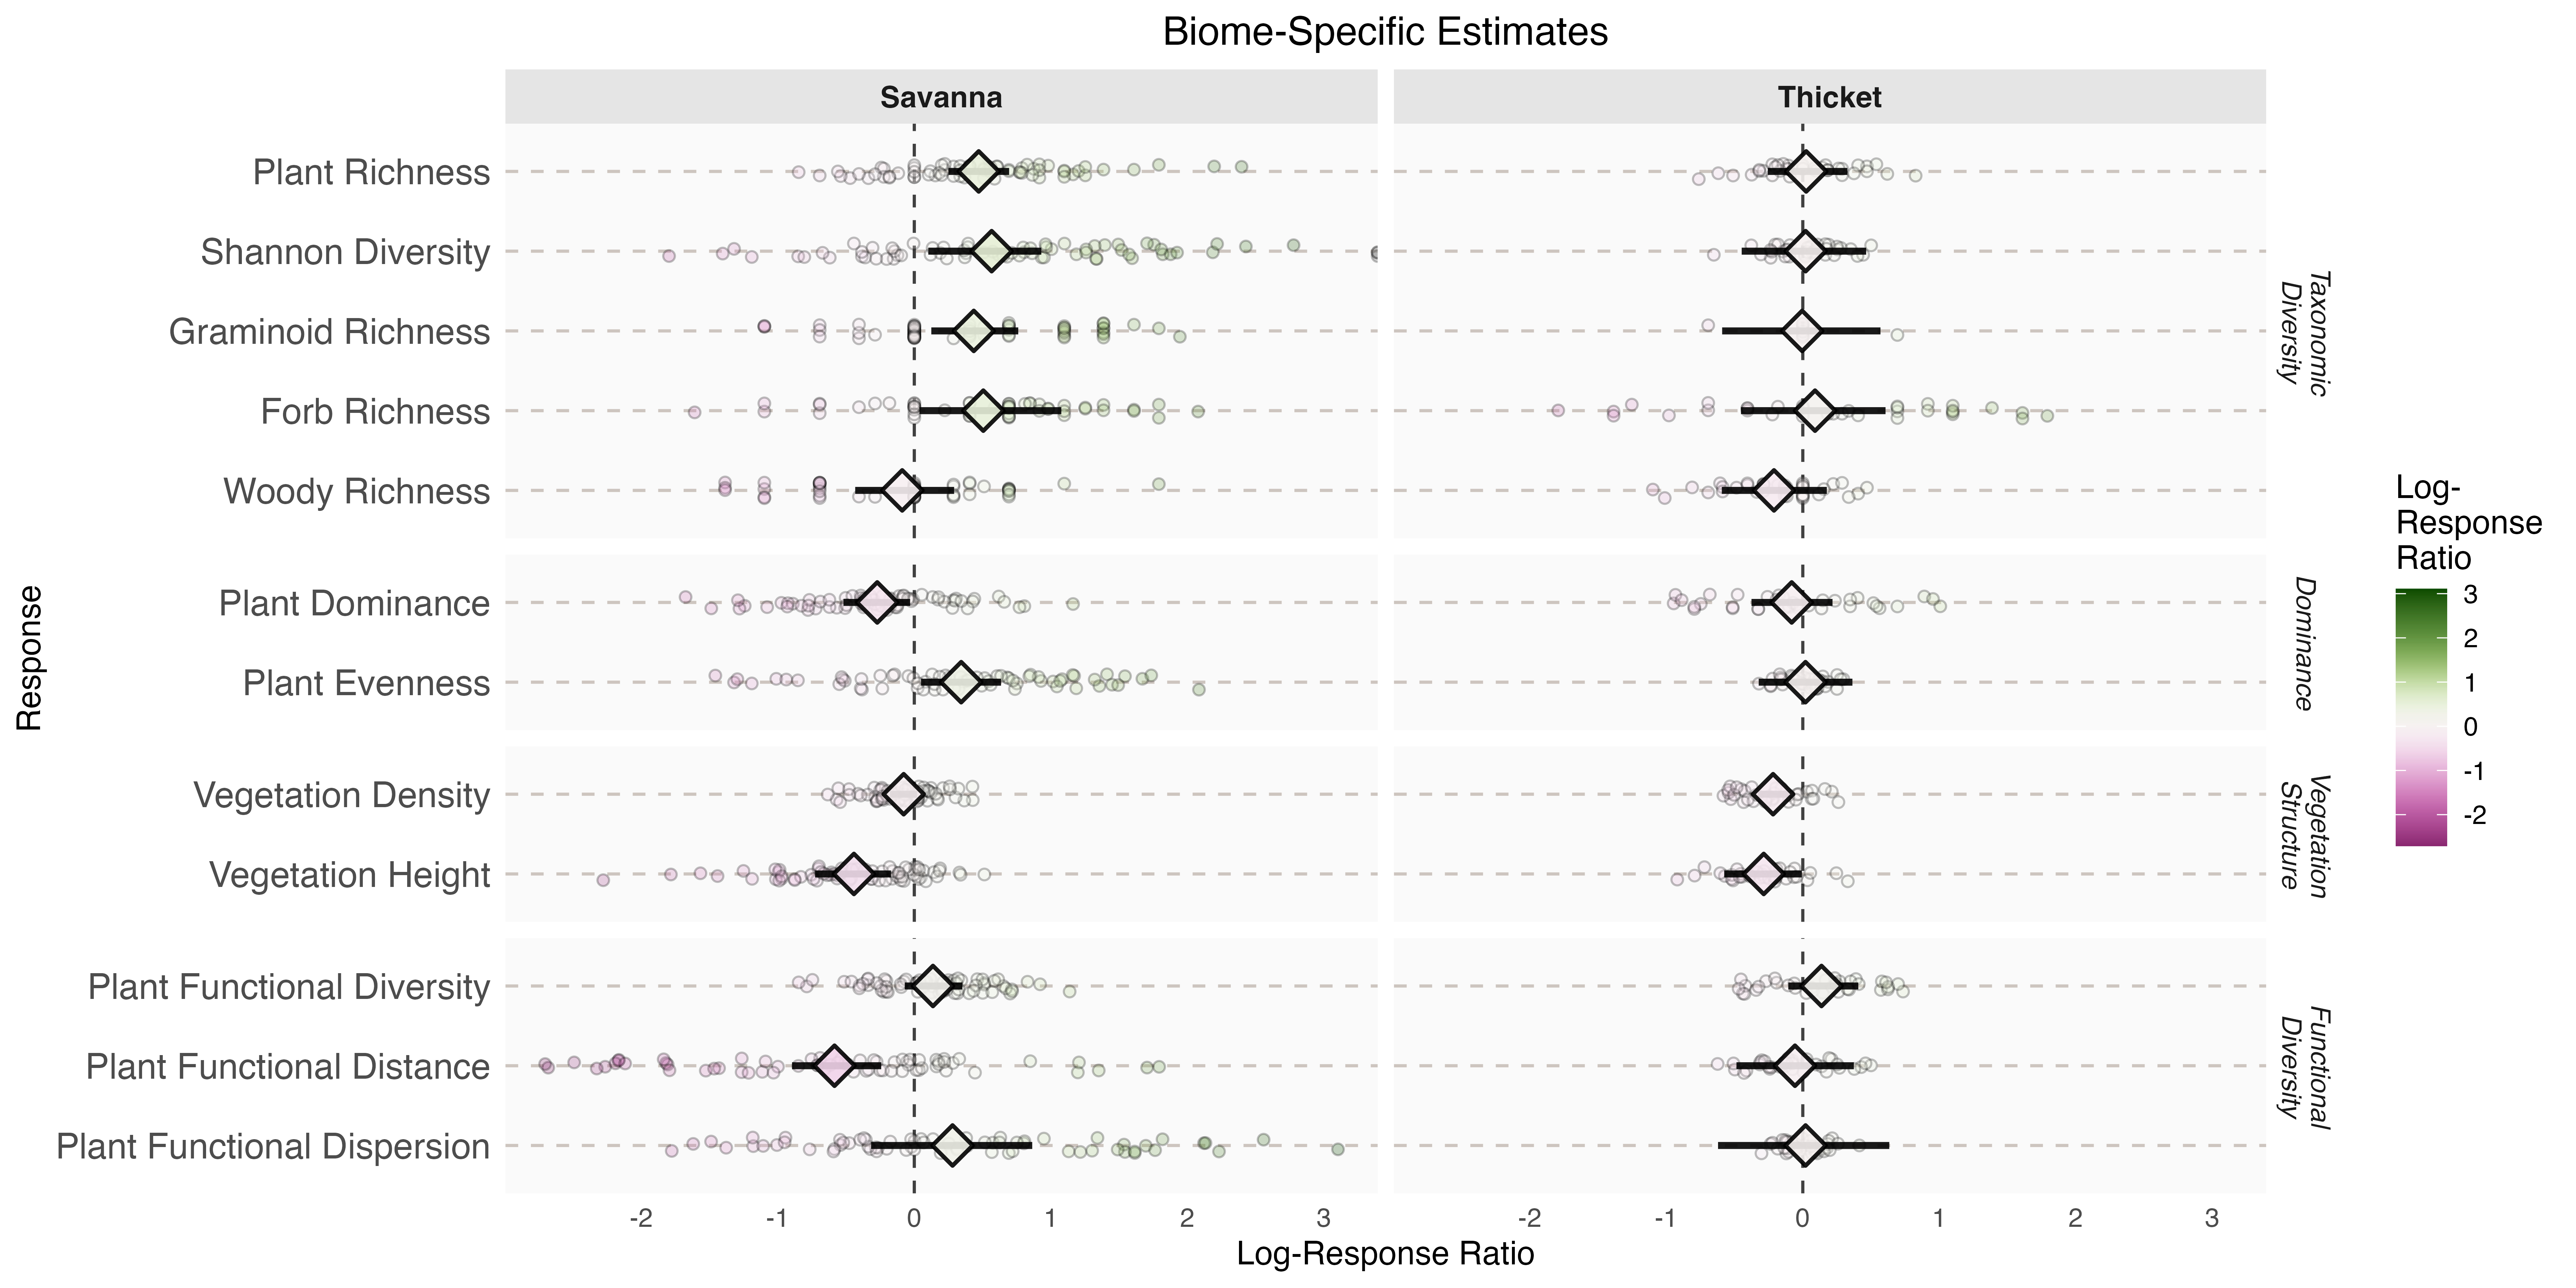 Biome-Specific Estimates
Savanna
Thicket
Plant Richness
Shannon Diversity
Graminoid Richness
Forb Richness
Woody Richness
Taxonomic
Diversity
Plant Dominance
Plant Evenness
Dominance
Vegetation Density
Vegetation Height
Vegetation
Structure
Plant Functional Diversity
Plant Functional Distance
Plant Functional Dispersion
Functional
Diversity
Response
-2 -1 0 1 2 3
-2 -1 0 1 2 3
Log-Response Ratio
Log-
Response
Ratio
3
2
1
0
-1
-2